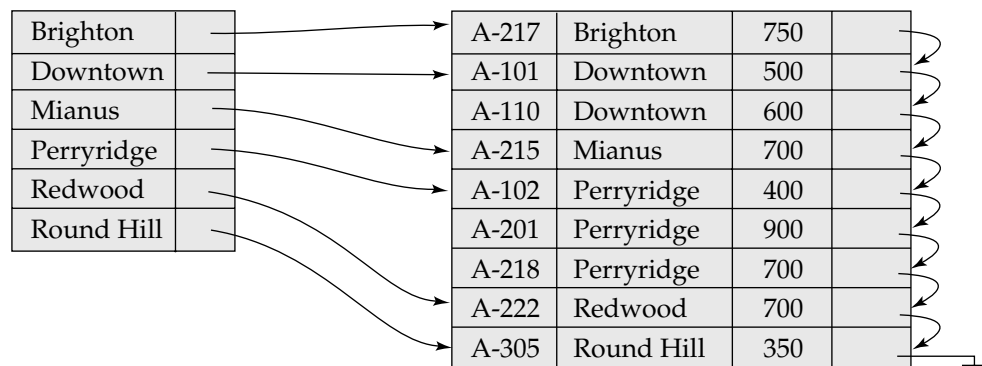 Brighton
Downtown
Mianus
Perryridge
Redwood
Round Hill
A-217 Brighton 750
A-101 Downtown 500
A-110 Downtown 600
A-215 Mianus 700
A-102 Perryridge 400
A-201 Perryridge 900
A-218 Perryridge 700
A-222 Redwood 700
A-305 Round Hill 350